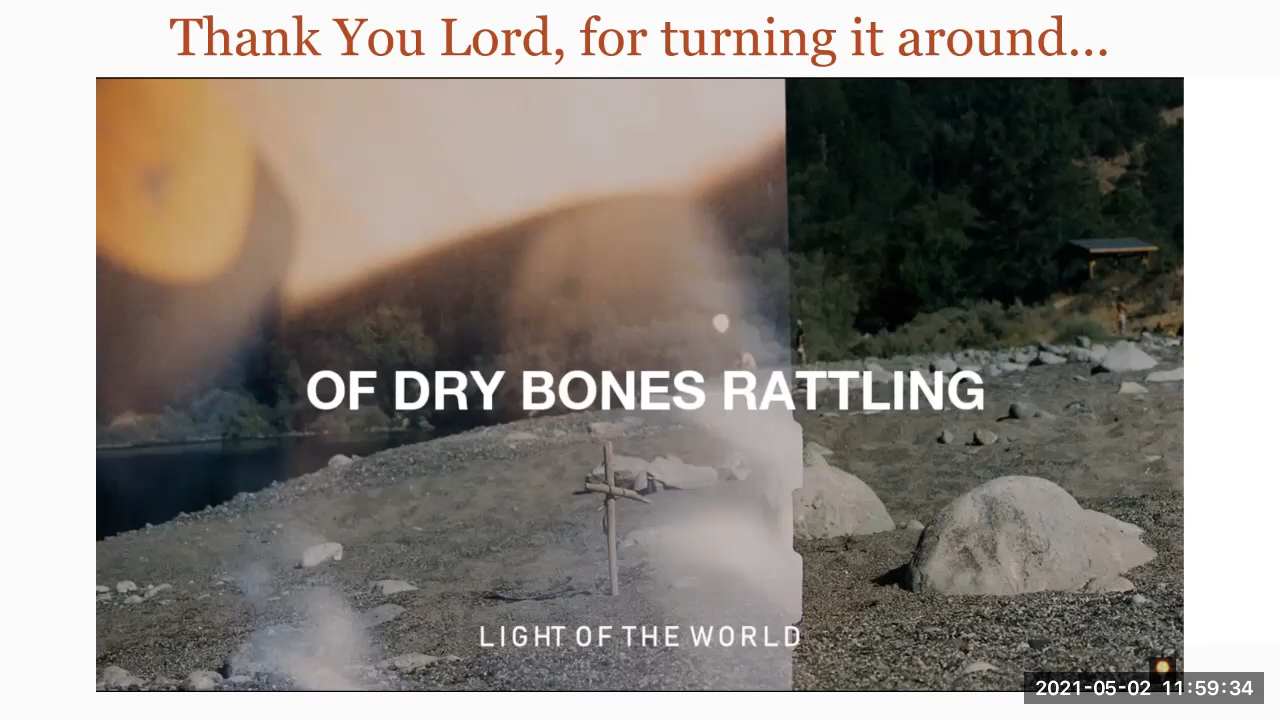 Thank You Lord, for turning it around...
OF DRY BONES RATTLING
LIGHT OF THE WORLD
2021-05-02 11:59:34